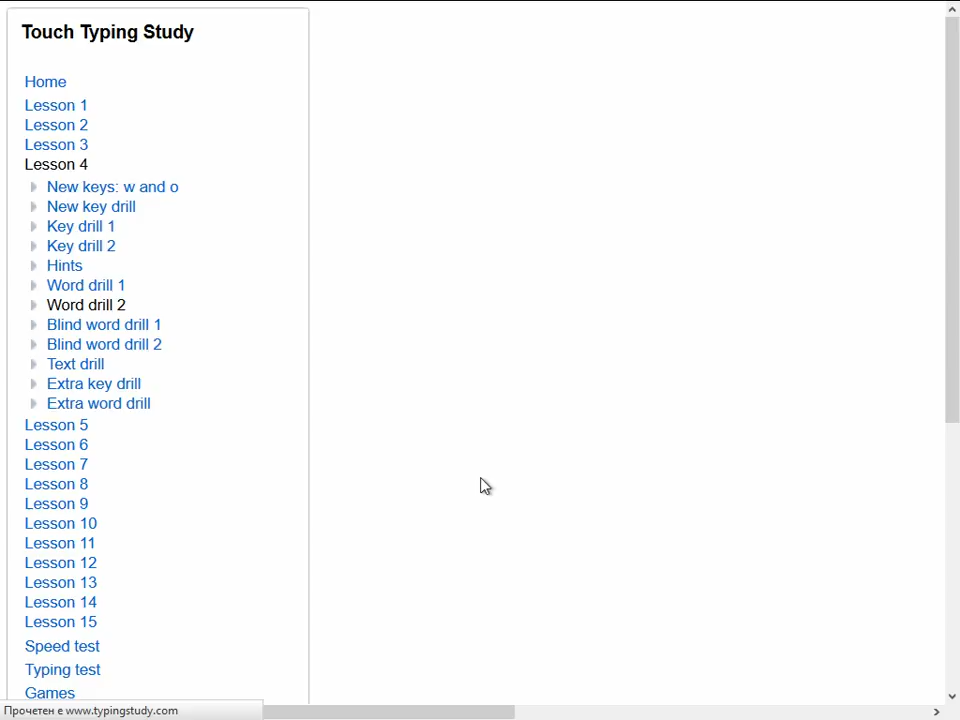 Touch Typing Study
Home
Lesson 1
Lesson 2
Lesson 3
Lesson 4
New keys: w and o
New key drill
Key drill 1
Key drill 2
Hints
Word drill 1
Word drill 2
Blind word drill 1
Blind word drill 2
Text drill
Extra key drill
Extra word drill
Lesson 5
Lesson 6
Lesson 7
Lesson 8
Lesson 9
Lesson 10
Lesson 11
Lesson 12
Lesson 13
Lesson 14
Lesson 15
Speed test
Typing test
Games
Прочетен е www.typingstudy.com